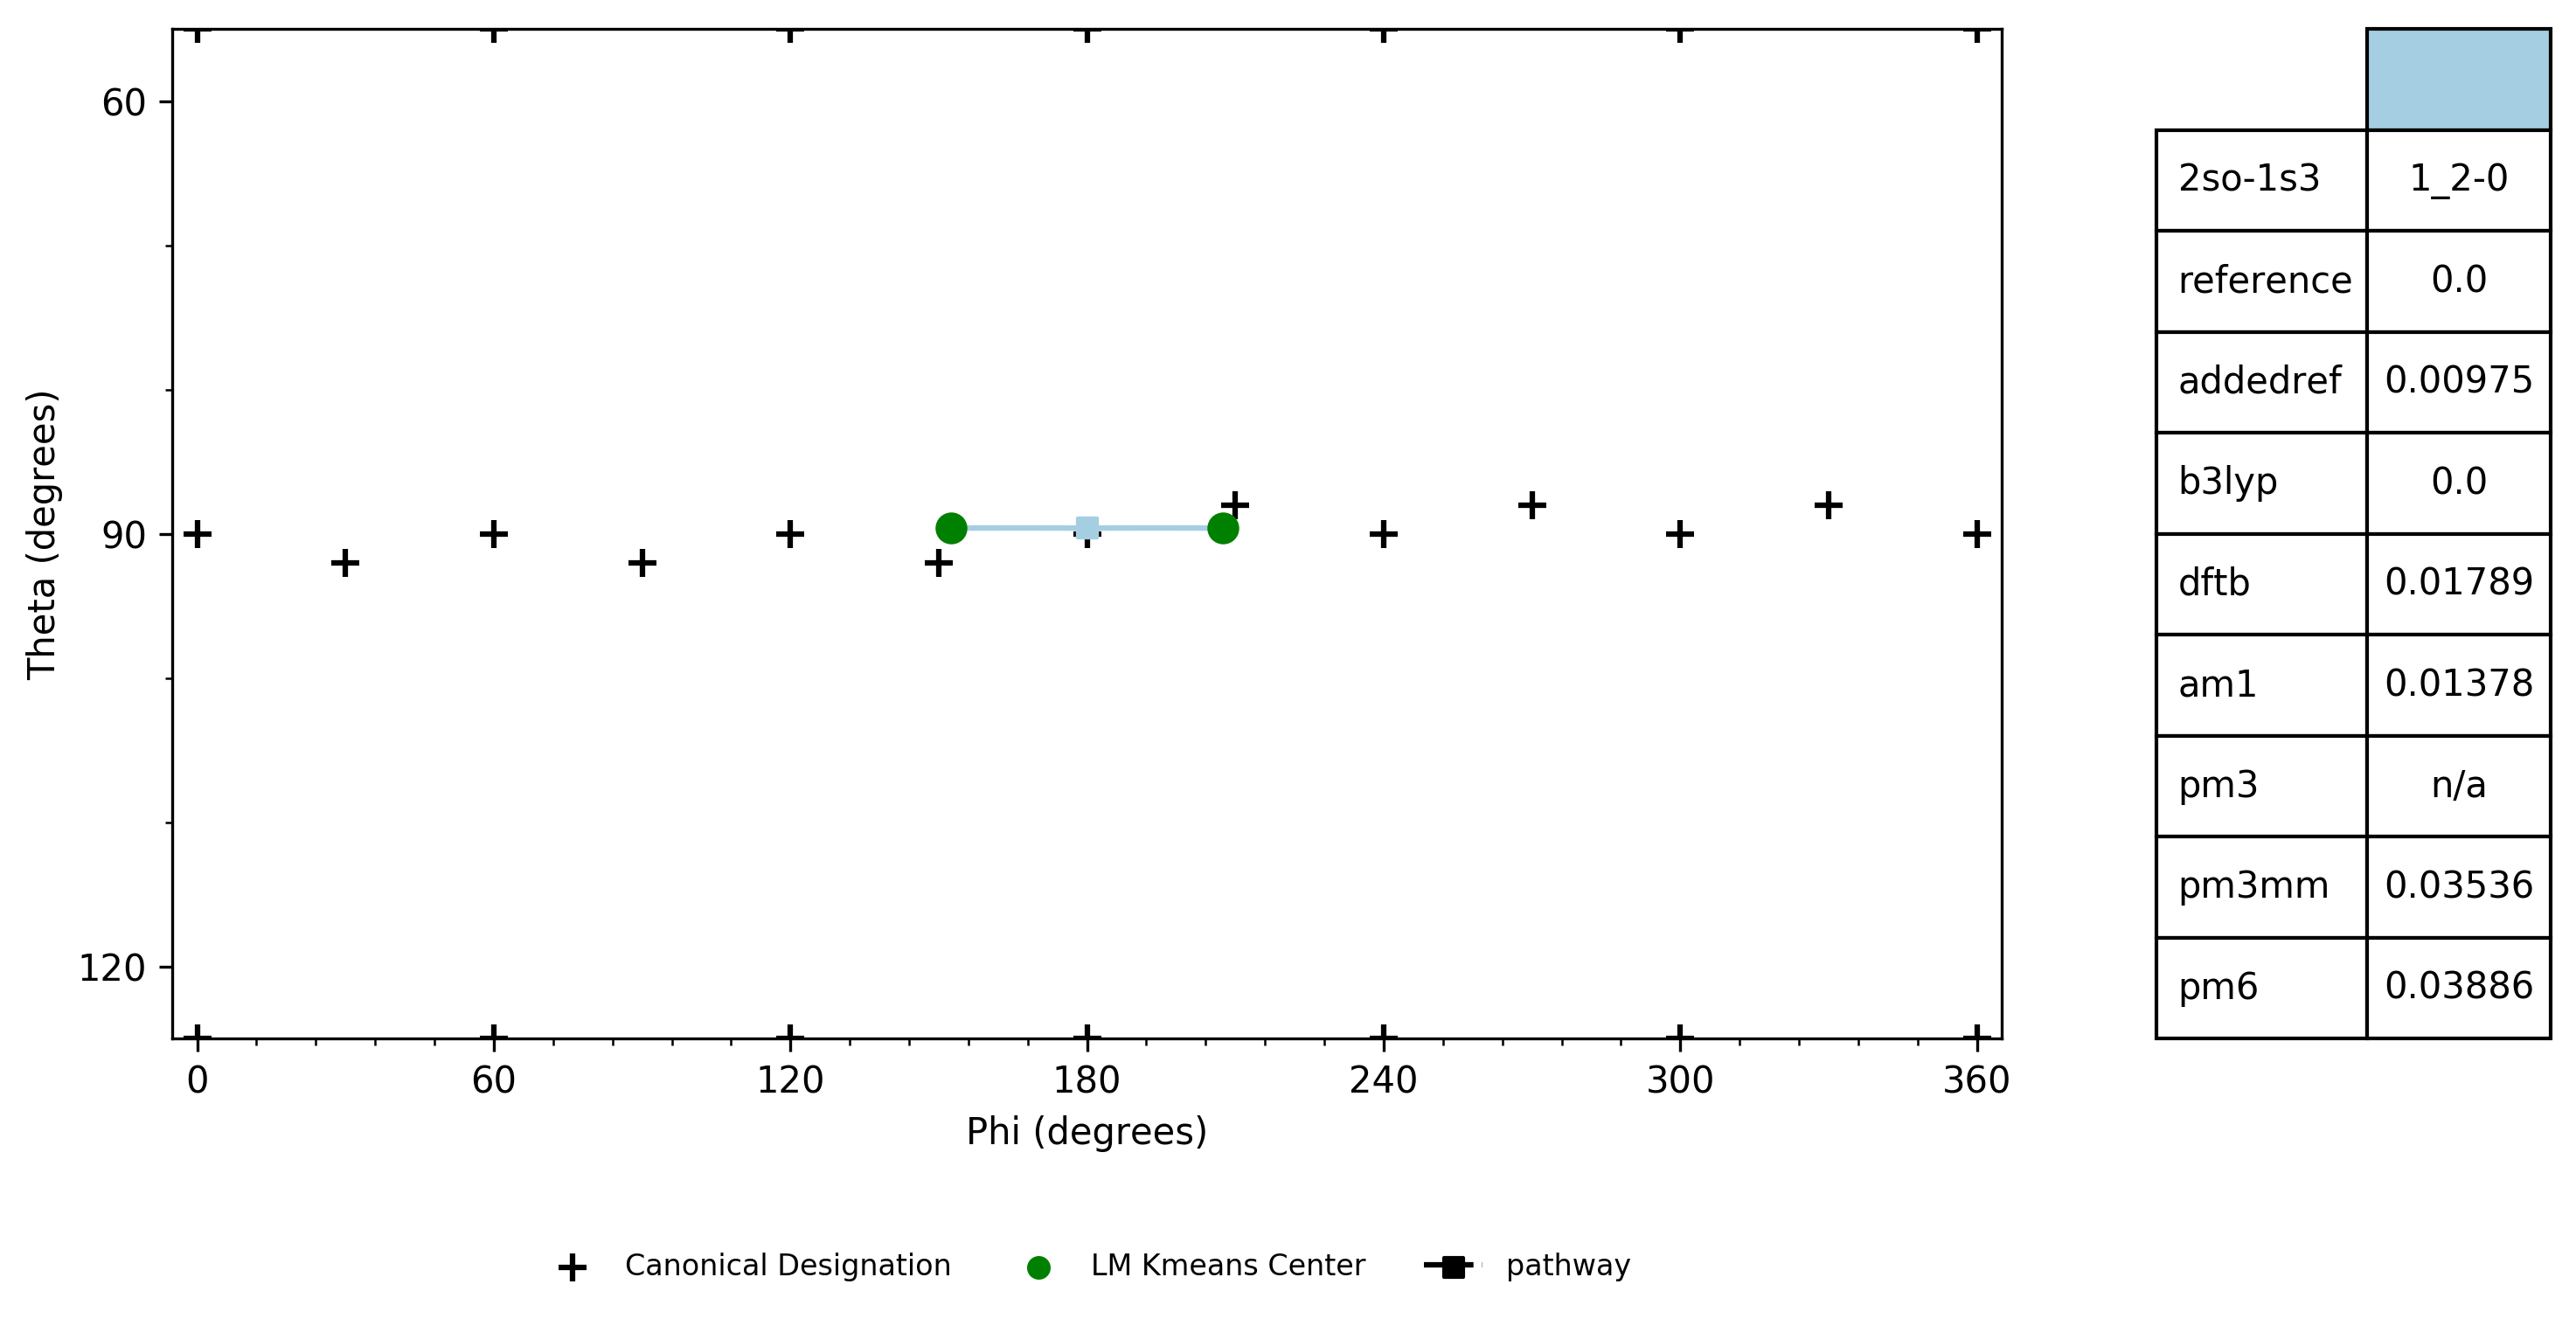 Theta (degrees)
60
90
120
0 60 120 180 240 300 360
Phi (degrees)
Canonical Designation LM Kmeans Center pathway
2so-1s3 1_2-0
reference 0.0
addedref 0.00975
b3lyp 0.0
dftb 0.01789
am1 0.01378
pm3 n/a
pm3mm 0.03536
pm6 0.03886